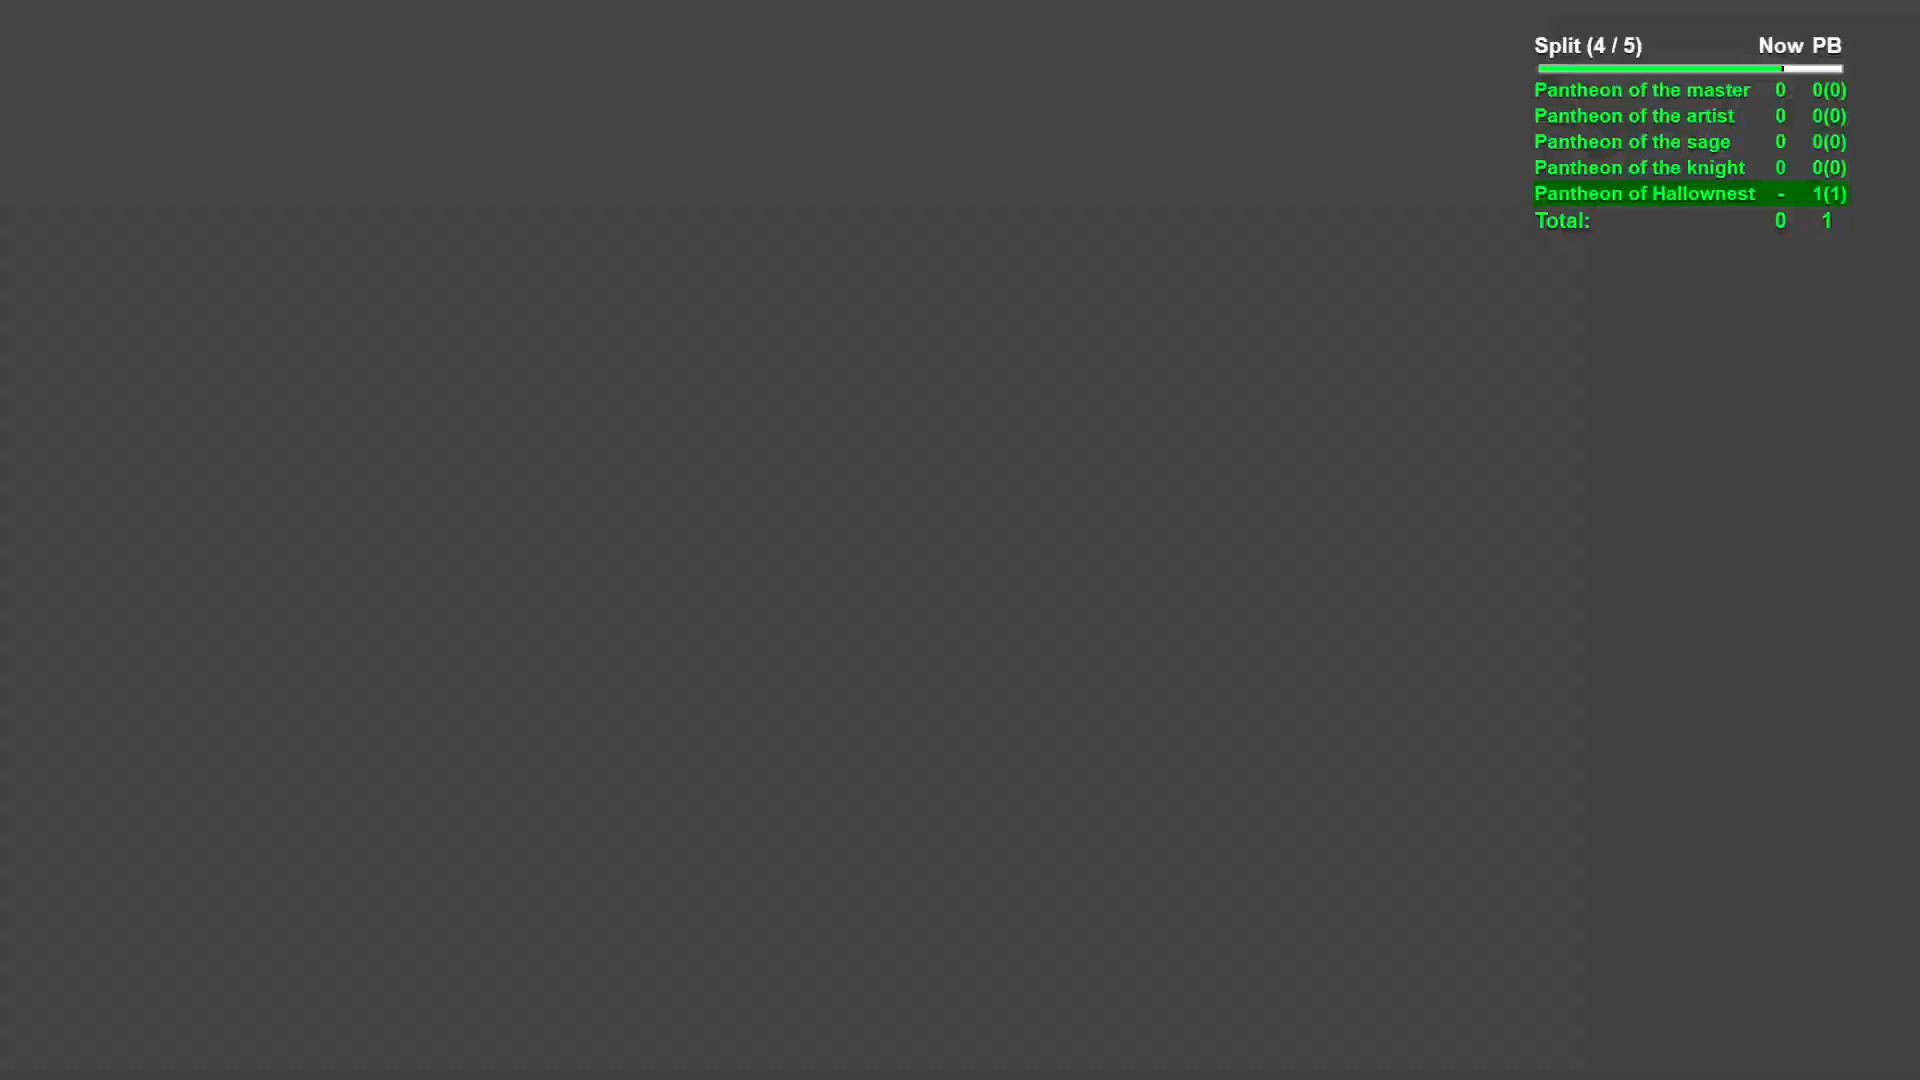 Split (4 / 5) Now PB
Pantheon of the master 0 0(0)
Pantheon of the artist 0 0(0)
Pantheon of the sage 0 0(0)
Pantheon of the knight 0 0(0)
Pantheon of Hallownest - 1(1)
Total: 0 1